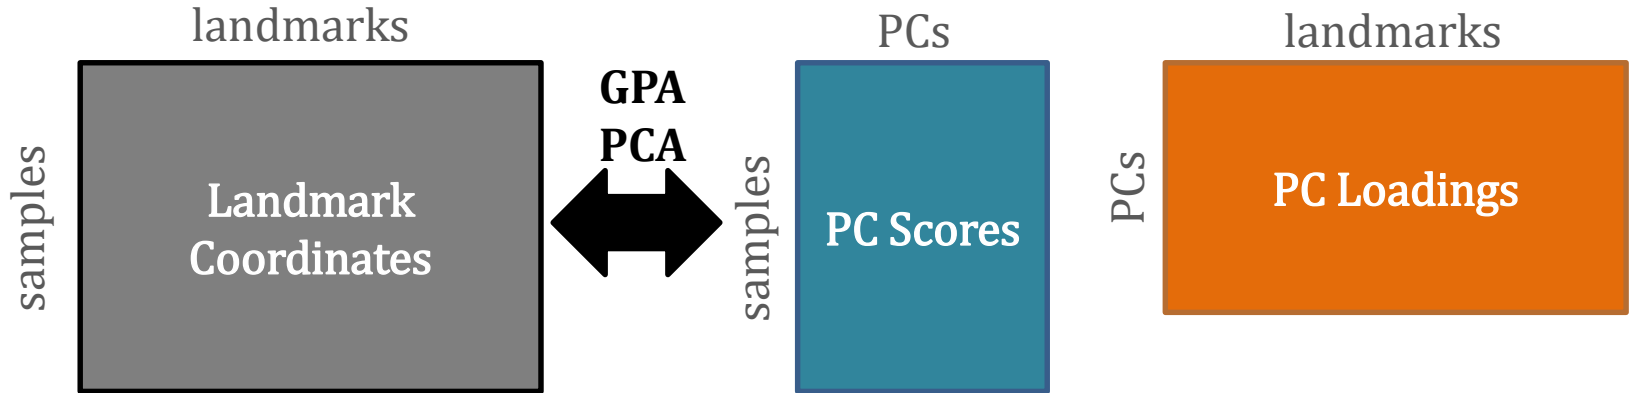 landmarks
samples
Landmark
Coordinates
GPA
PCA
PCs
samples
PC Scores
landmarks
PCs
PC Loadings